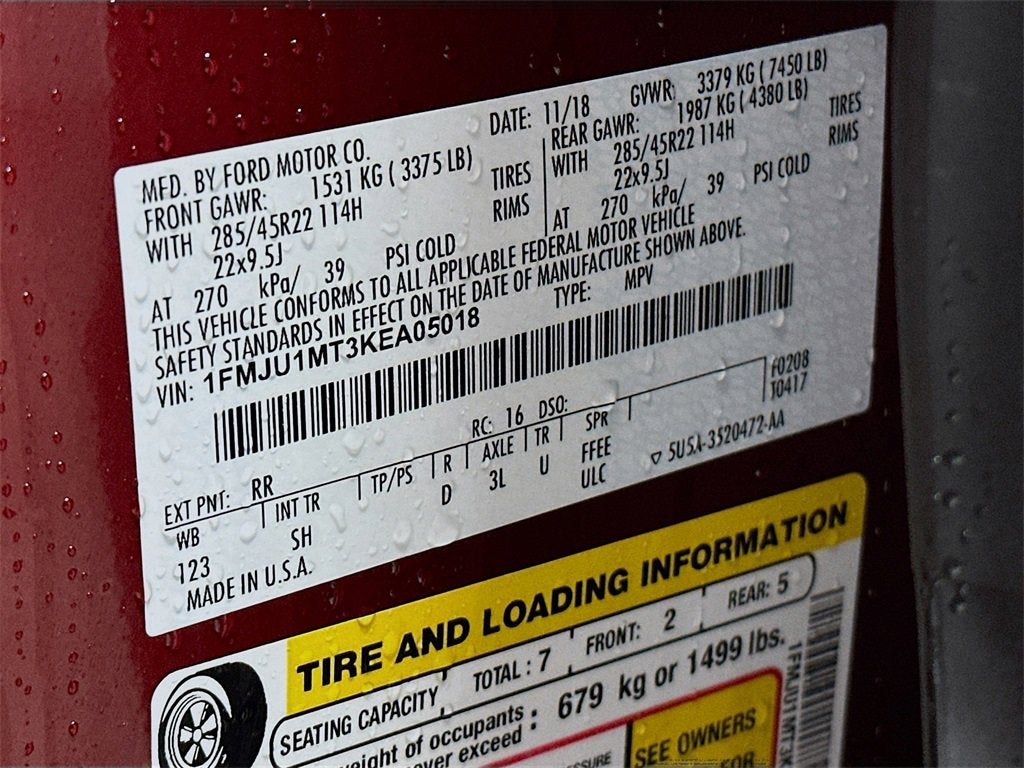 MFD. BY FORD MOTOR CO. DATE: 11/18 GVWR: 3379 KG ( 7450 LB)
FRONT GAWR: 1531 KG ( 3375 LB) REAR GAWR: 1987 KG ( 4380 LB)
WITH 285/45R22 114H TIRES WITH 285/45R22 114H TIRES
22x9.5J RIMS 22x9.5J RIMS
AT 270 kPa/ 39 PSI COLD AT 270 kPa/ 39 PSI COLD
THIS VEHICLE CONFORMS TO ALL APPLICABLE FEDERAL MOTOR VEHICLE
SAFETY STANDARDS IN EFFECT ON THE DATE OF MANUFACTURE SHOWN ABOVE.
VIN: 1FMJU1MT3KEA05018 TYPE: MPV
F0208
T0417
EXT PNT: RR RC: 16 DSO:
WB INT TR TP/PS R AXLE TR SPR
123 SH D 3L U FFEE
ULC
MADE IN U.S.A. 5U5A-3520472-AA
TIRE AND LOADING INFORMATION
SEATING CAPACITY TOTAL : 7 FRONT: 2 REAR: 5
of occupants : 679 kg or 1499 lbs.
exceed
SEE OWNERS
1FMJU1MT3K